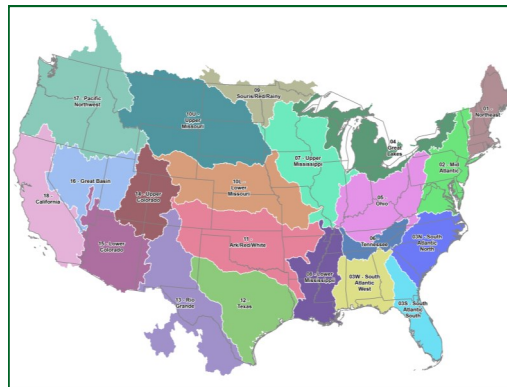 17 - Pacific
Northwest
10U -
Upper
Missouri
09
Souris/Red/Rainy
04
Great
Lakes
01 -
Northeast
02 - Mid
Atlantic
07 - Upper
Mississippi
05
Ohio
16 - Great Basin
18
California
14 - Upper
Colorado
10L
Lower
Missouri
15 - Lower
Colorado
11
Ark/Red/White
06
Tennessee
03N - South
Atlantic
North
08 - Lower
Mississippi
03W - South
Atlantic
West
03S - South
Atlantic
South
13 - Rio
Grande
12
Texas